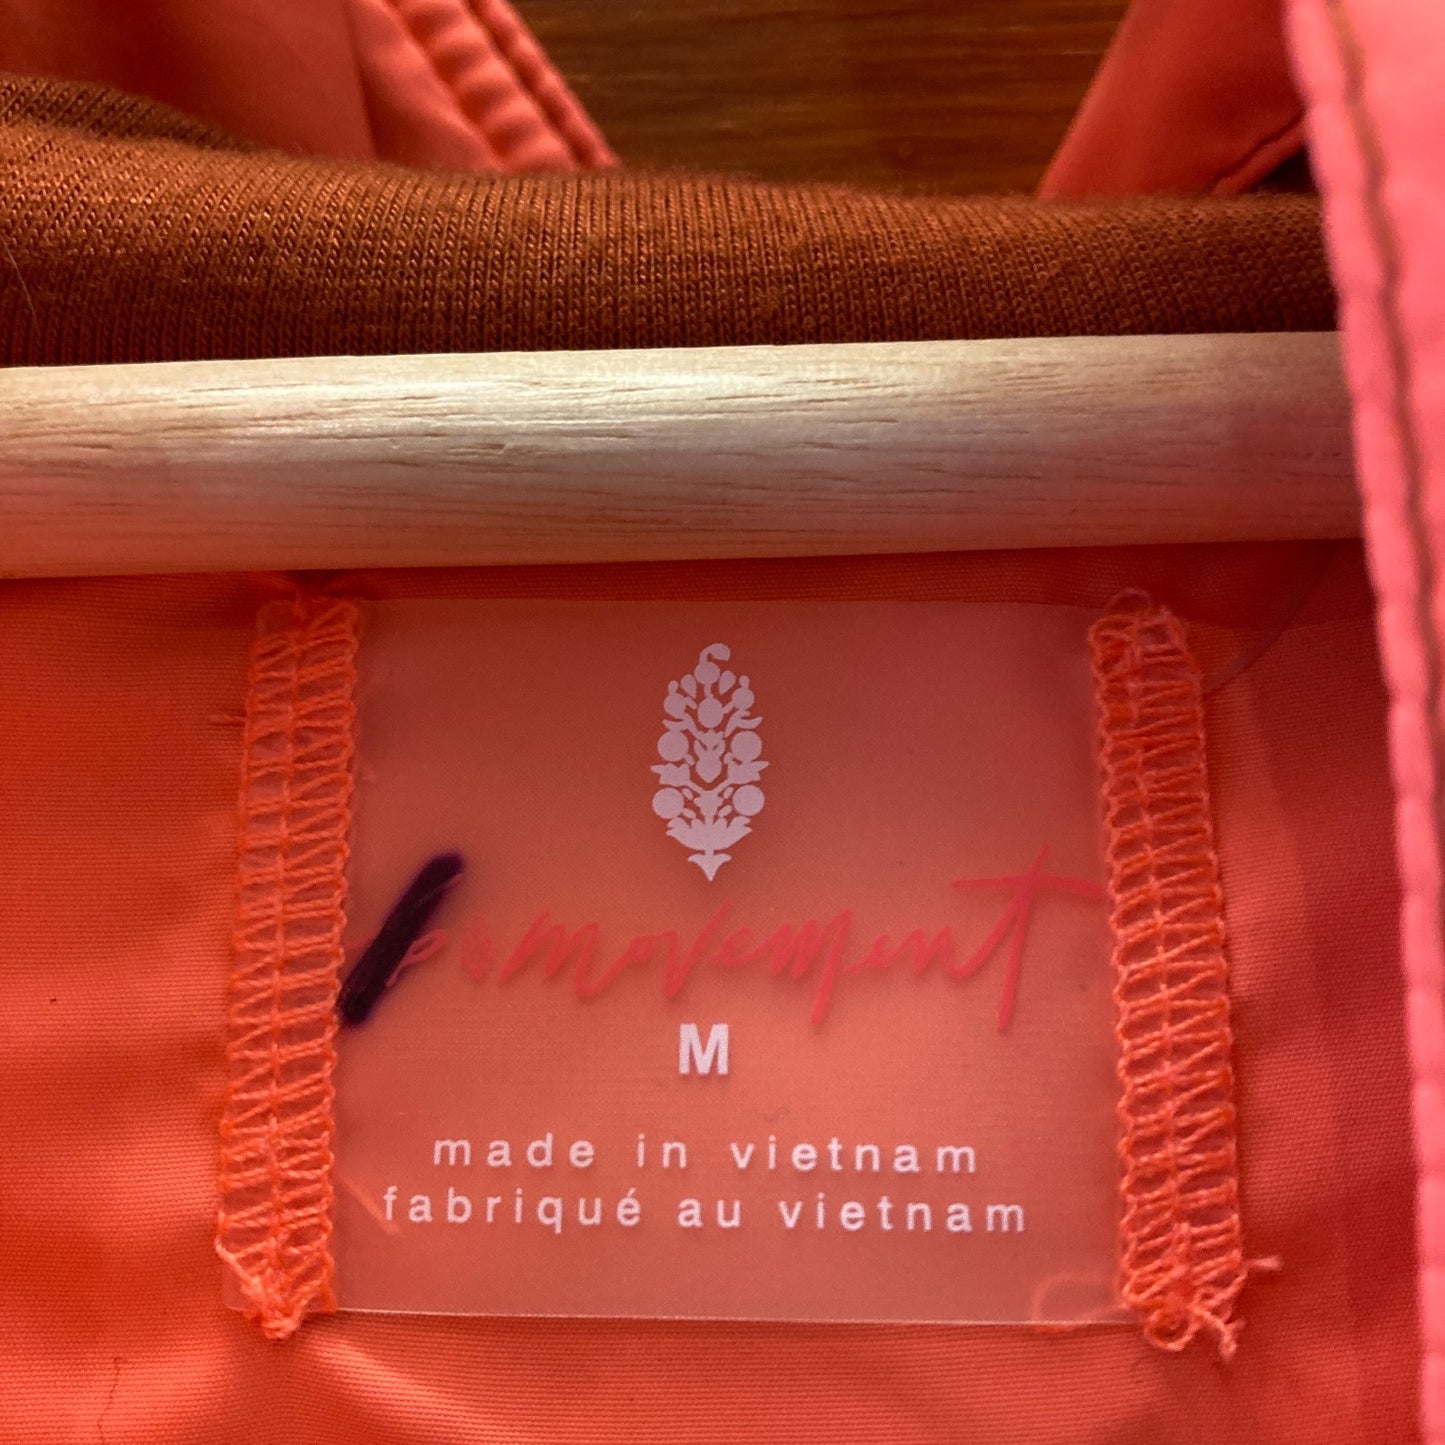 movement
M
made in vietnam
fabriqué au vietnam